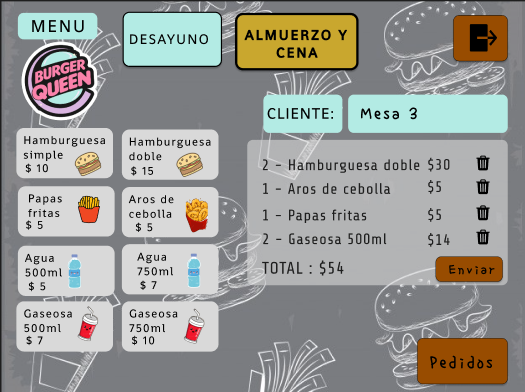 MENU
DESAYUNO
ALMUERZO Y
CENA
BURGER
QUEEN
CLIENTE:
Mesa 3
Hamburguesa
simple
$ 10
Hamburguesa
doble
$ 15
Papas
fritas
$ 5
Aros de
cebolla
$ 5
Agua
500ml
$ 5
Agua
750ml
$ 7
Gaseosa
500ml
$ 7
Gaseosa
750ml
$ 10
2 - Hamburguesa doble $30
1 - Aros de cebolla $5
1 - Papas fritas $5
2 - Gaseosa 500ml $14
TOTAL : $54
Enviar
Pedidos